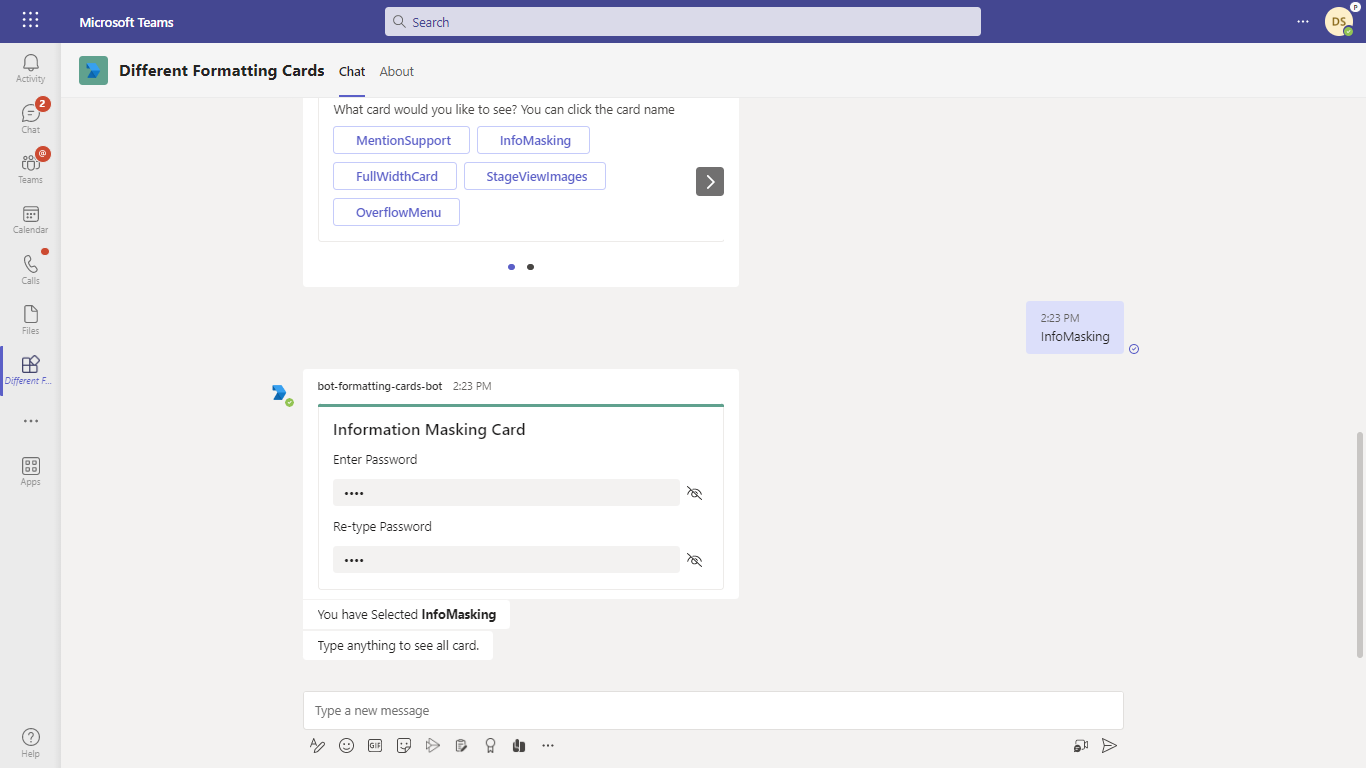 Microsoft Teams
Search
P
DS
Activity
2
Chat
@
Teams
Calendar
Calls
Files
Different F...
Apps
Help
Different Formatting Cards
Chat
About
What card would you like to see? You can click the card name
MentionSupport
InfoMasking
FullWidthCard
StageViewImages
OverflowMenu
2:23 PM
InfoMasking
bot-formatting-cards-bot 2:23 PM
Information Masking Card
Enter Password
••••
Re-type Password
••••
You have Selected InfoMasking
Type anything to see all card.
Type a new message
GIF